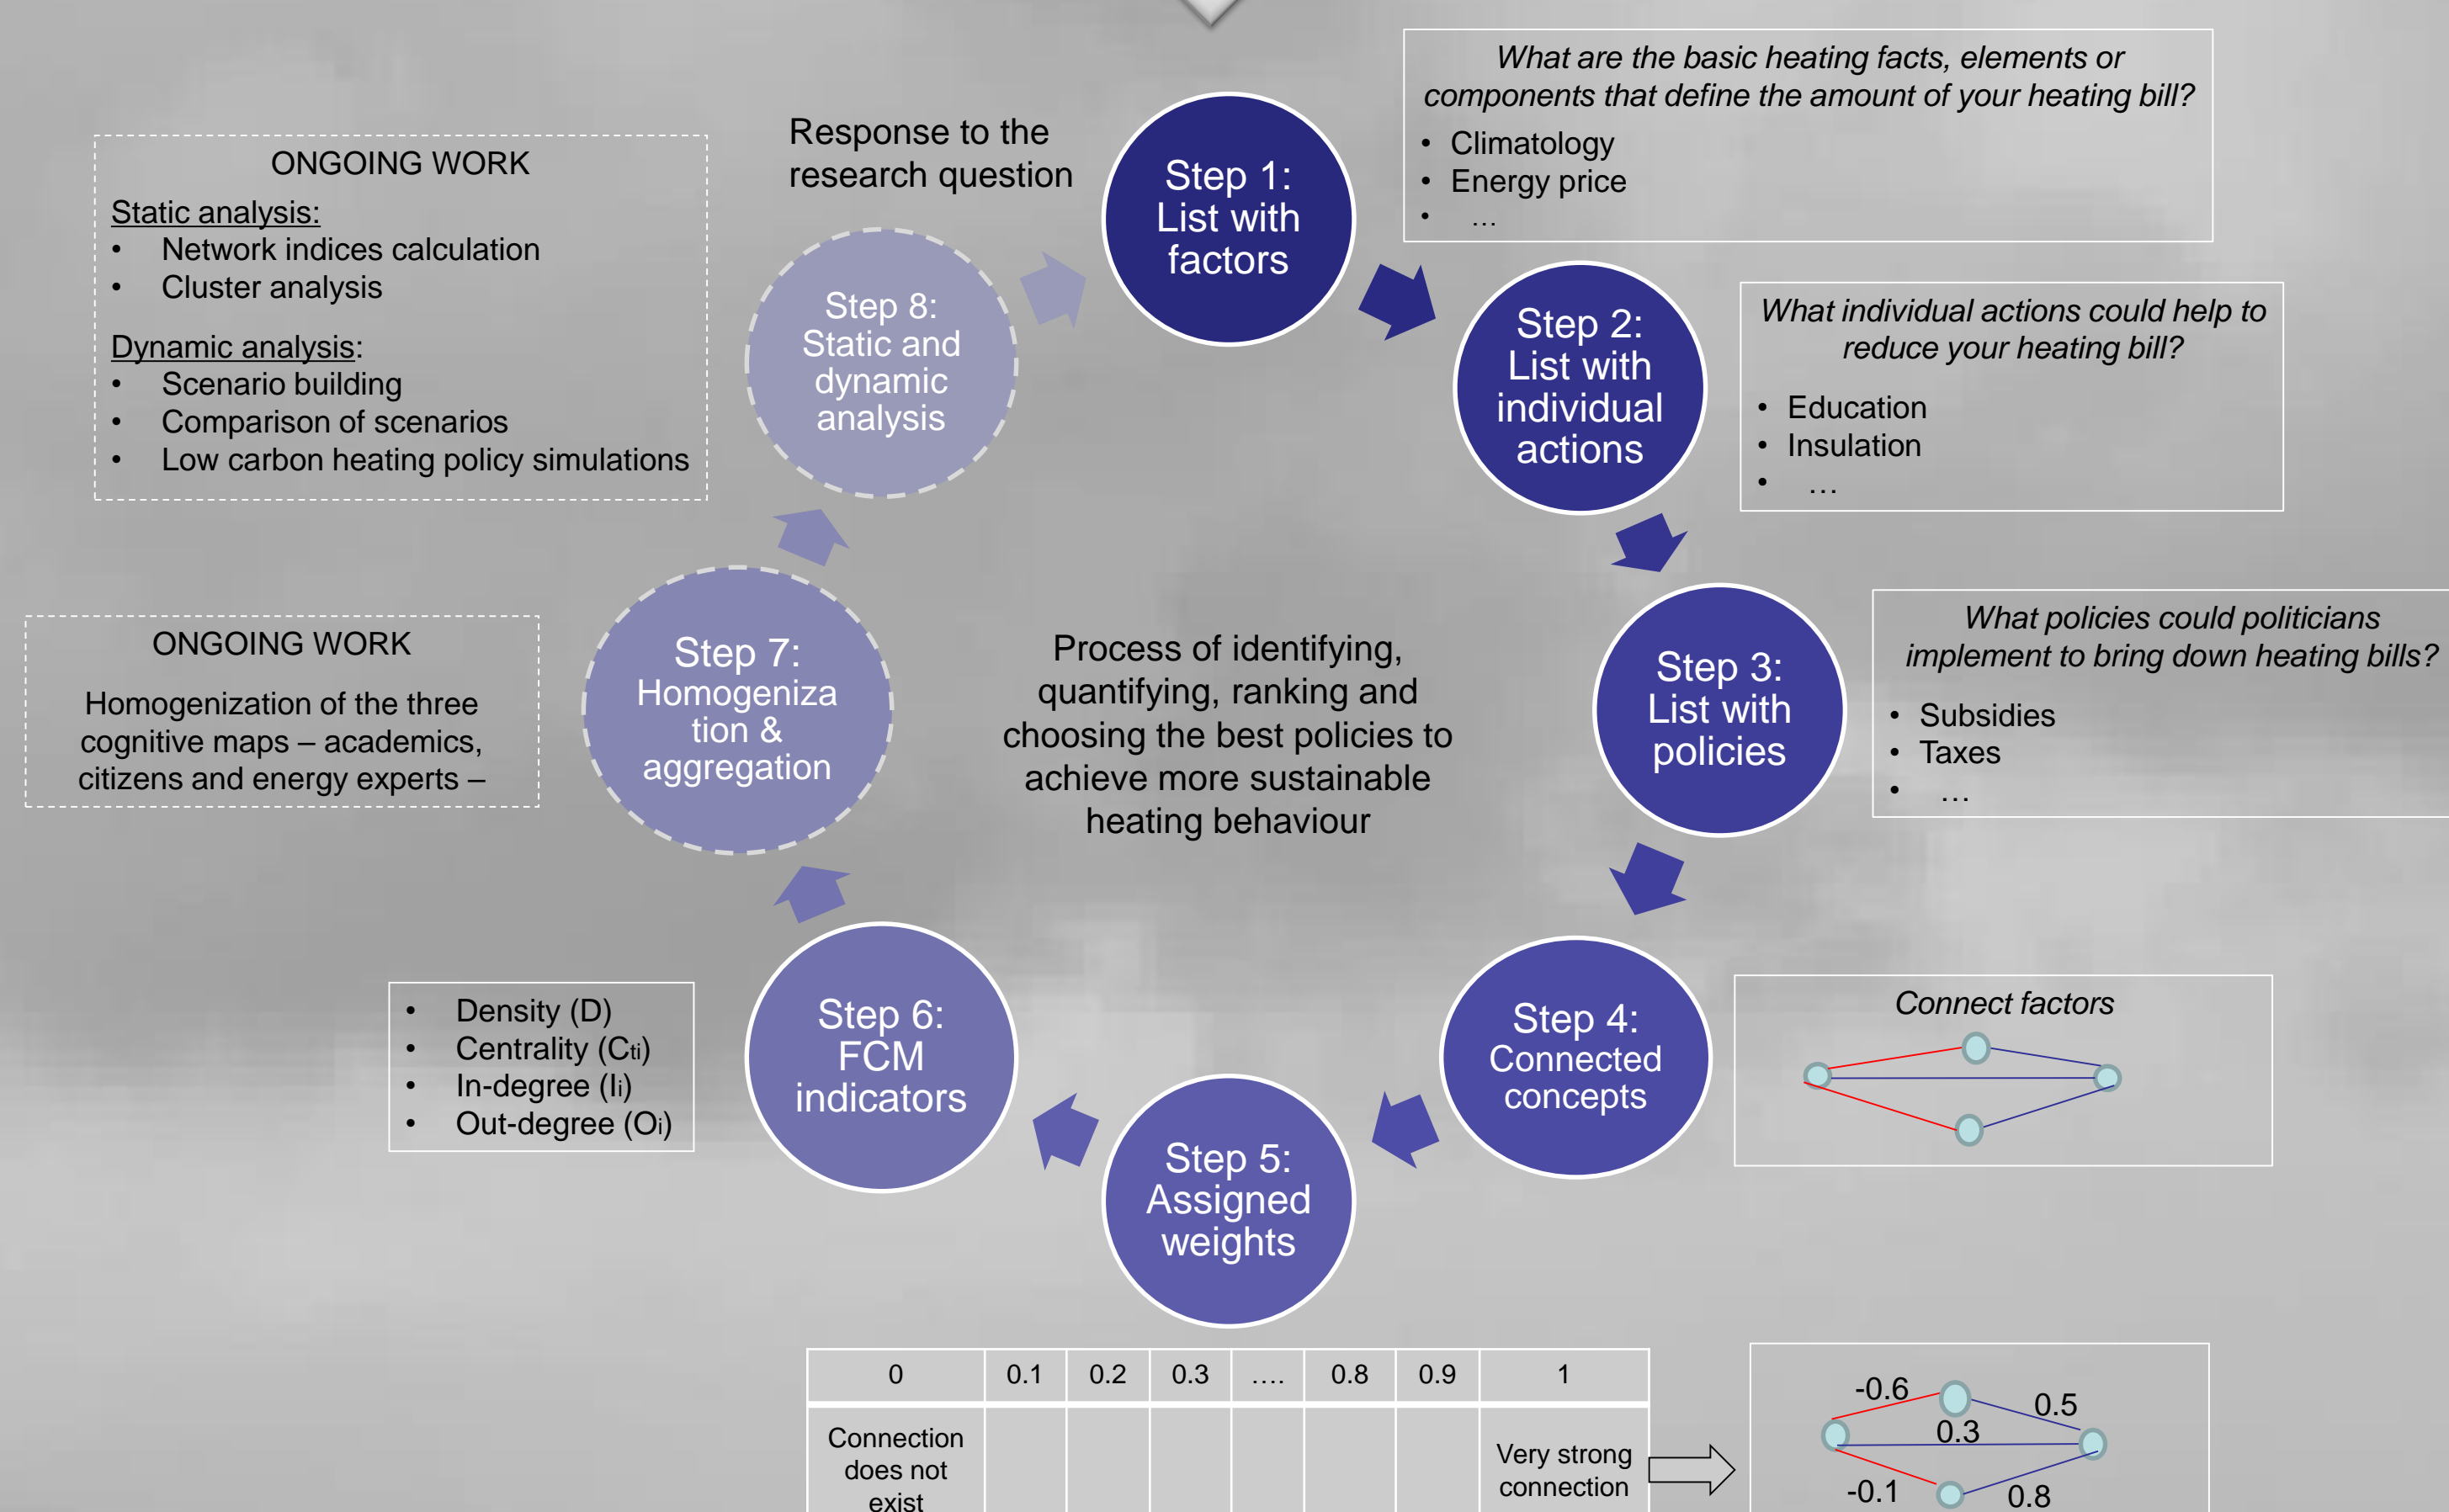 What are the basic heating facts, elements or
components that define the amount of your heating bill?
• Climatology
• Energy price
• …
Response to the
research question
Step 1:
List with
factors
ONGOING WORK
Static analysis:
• Network indices calculation
• Cluster analysis
Dynamic analysis:
• Scenario building
• Comparison of scenarios
• Low carbon heating policy simulations
Step 8:
Static and
dynamic
analysis
Step 2:
List with
individual
actions
What individual actions could help to
reduce your heating bill?
• Education
• Insulation
• …
ONGOING WORK
Homogenization of the three
cognitive maps – academics,
citizens and energy experts –
Step 7:
Homogeniza
tion &
aggregation
Process of identifying,
quantifying, ranking and
choosing the best policies to
achieve more sustainable
heating behaviour
Step 3:
List with
policies
What policies could politicians
implement to bring down heating bills?
• Subsidies
• Taxes
• …
• Density (D)
• Centrality (Cti)
• In-degree (Ii)
• Out-degree (Oi)
Step 6:
FCM
indicators
Step 4:
Connected
concepts
Connect factors
Step 5:
Assigned
weights
0 0.1 0.2 0.3 …. 0.8 0.9 1
Connection
does not
exist
Very strong
connection
-0.6
0.5
0.3
-0.1
0.8